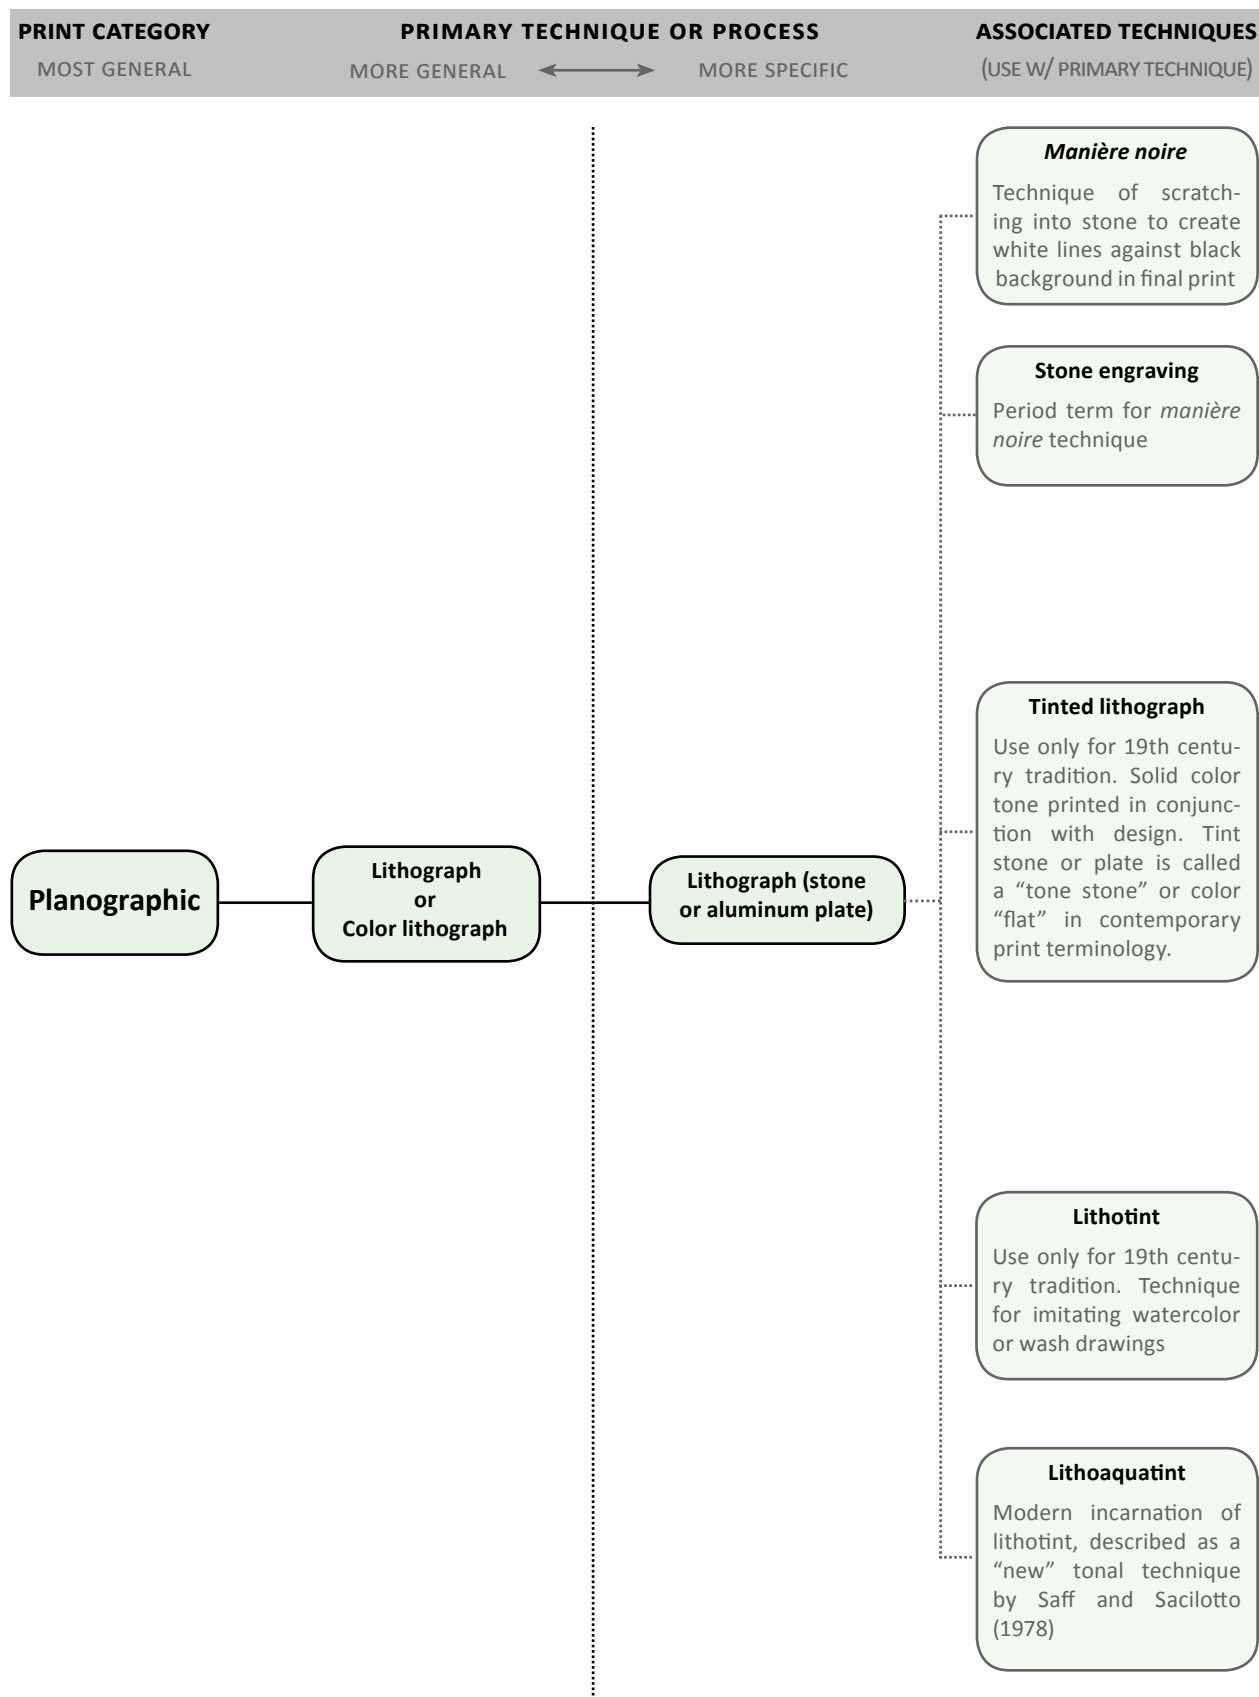 PRINT CATEGORY
MOST GENERAL
PRIMARY TECHNIQUE OR PROCESS
MORE GENERAL
MORE SPECIFIC
ASSOCIATED TECHNIQUES
(USE W/ PRIMARY TECHNIQUE)
Planographic
Lithograph
or
Color lithograph
Lithograph (stone
or aluminum plate)
Manière noire
Technique of scratch-
ing into stone to create
white lines against black
background in final print
Stone engraving
Period term for manière
noire technique
Tinted lithograph
Use only for 19th centu-
ry tradition. Solid color
tone printed in conjunc-
tion with design. Tint
stone or plate is called
a “tone stone” or color
“flat” in contemporary
print terminology.
Lithotint
Use only for 19th centu-
ry tradition. Technique
for imitating watercolor
or wash drawings
Lithoaquatint
Modern incarnation of
lithotint, described as a
“new” tonal technique
by Saff and Sacilotto
(1978)